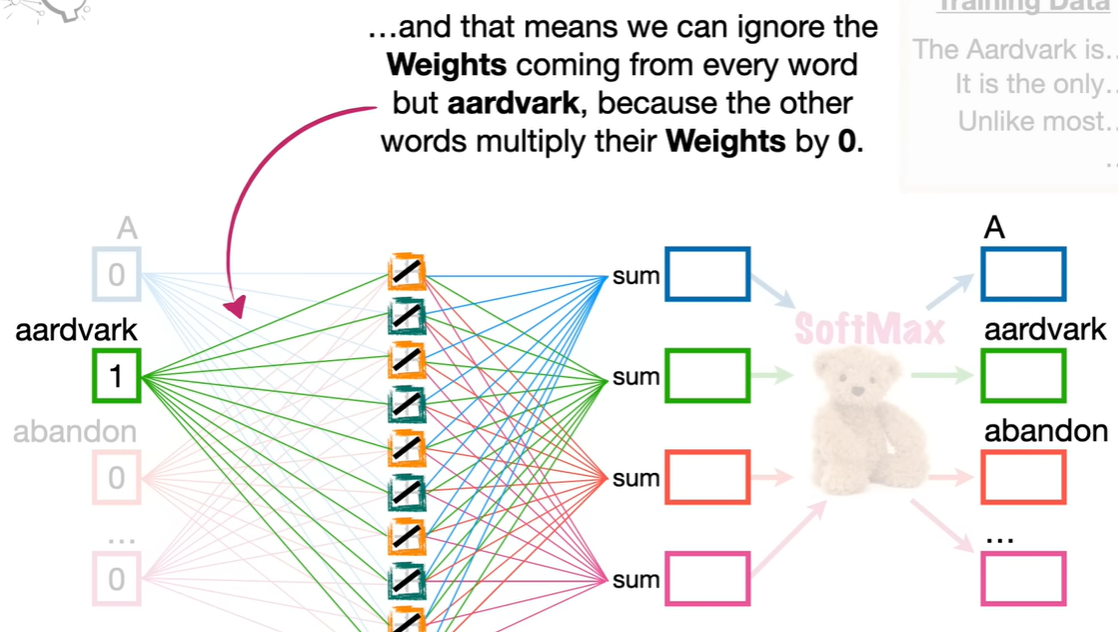 Training Data
…and that means we can ignore the
Weights coming from every word
but aardvark, because the other
words multiply their Weights by 0.
The Aardvark is…
It is the only…
Unlike most…
…
A
0
aardvark
1
abandon
0
…
0
sum
sum
sum
sum
SoftMax
A
aardvark
abandon
…